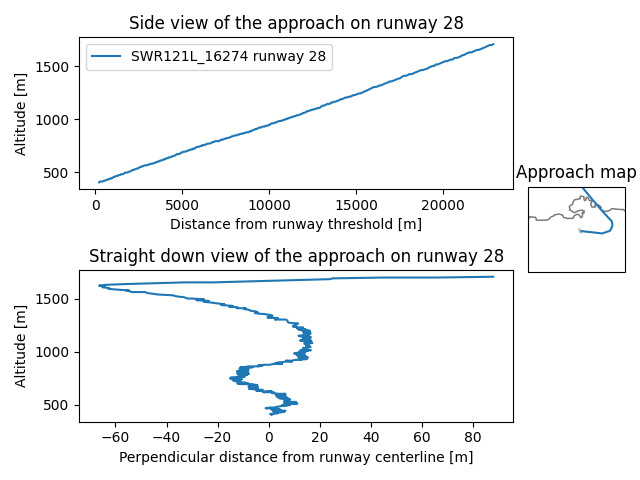 Side view of the approach on runway 28
SWR121L_16274 runway 28
Altitude [m]
1500
1000
500
0 5000 10000 15000 20000
Distance from runway threshold [m]
Approach map
Straight down view of the approach on runway 28
Altitude [m]
1500
1000
500
−60 −40 −20 0 20 40 60 80
Perpendicular distance from runway centerline [m]